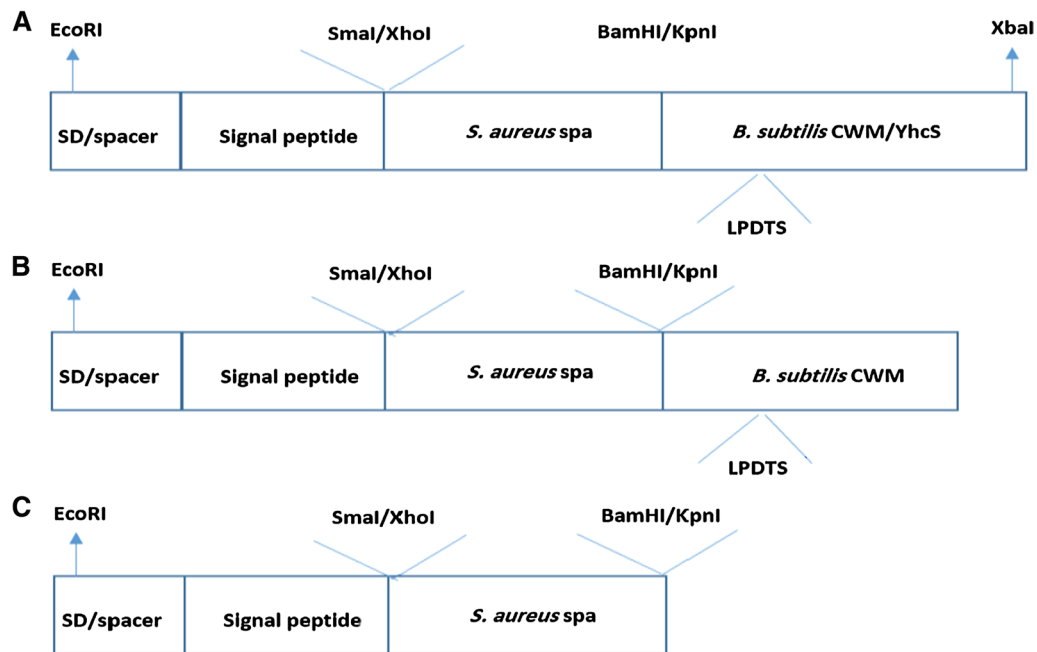 A
EcoRI SmaI/XhoI BamHI/KpnI XbaI
SD/spacer Signal peptide S. aureus spa B. subtilis CWM/YhcS
LPDTS
B
EcoRI SmaI/XhoI BamHI/KpnI
SD/spacer Signal peptide S. aureus spa B. subtilis CWM
LPDTS
C
EcoRI SmaI/XhoI BamHI/KpnI
SD/spacer Signal peptide S. aureus spa